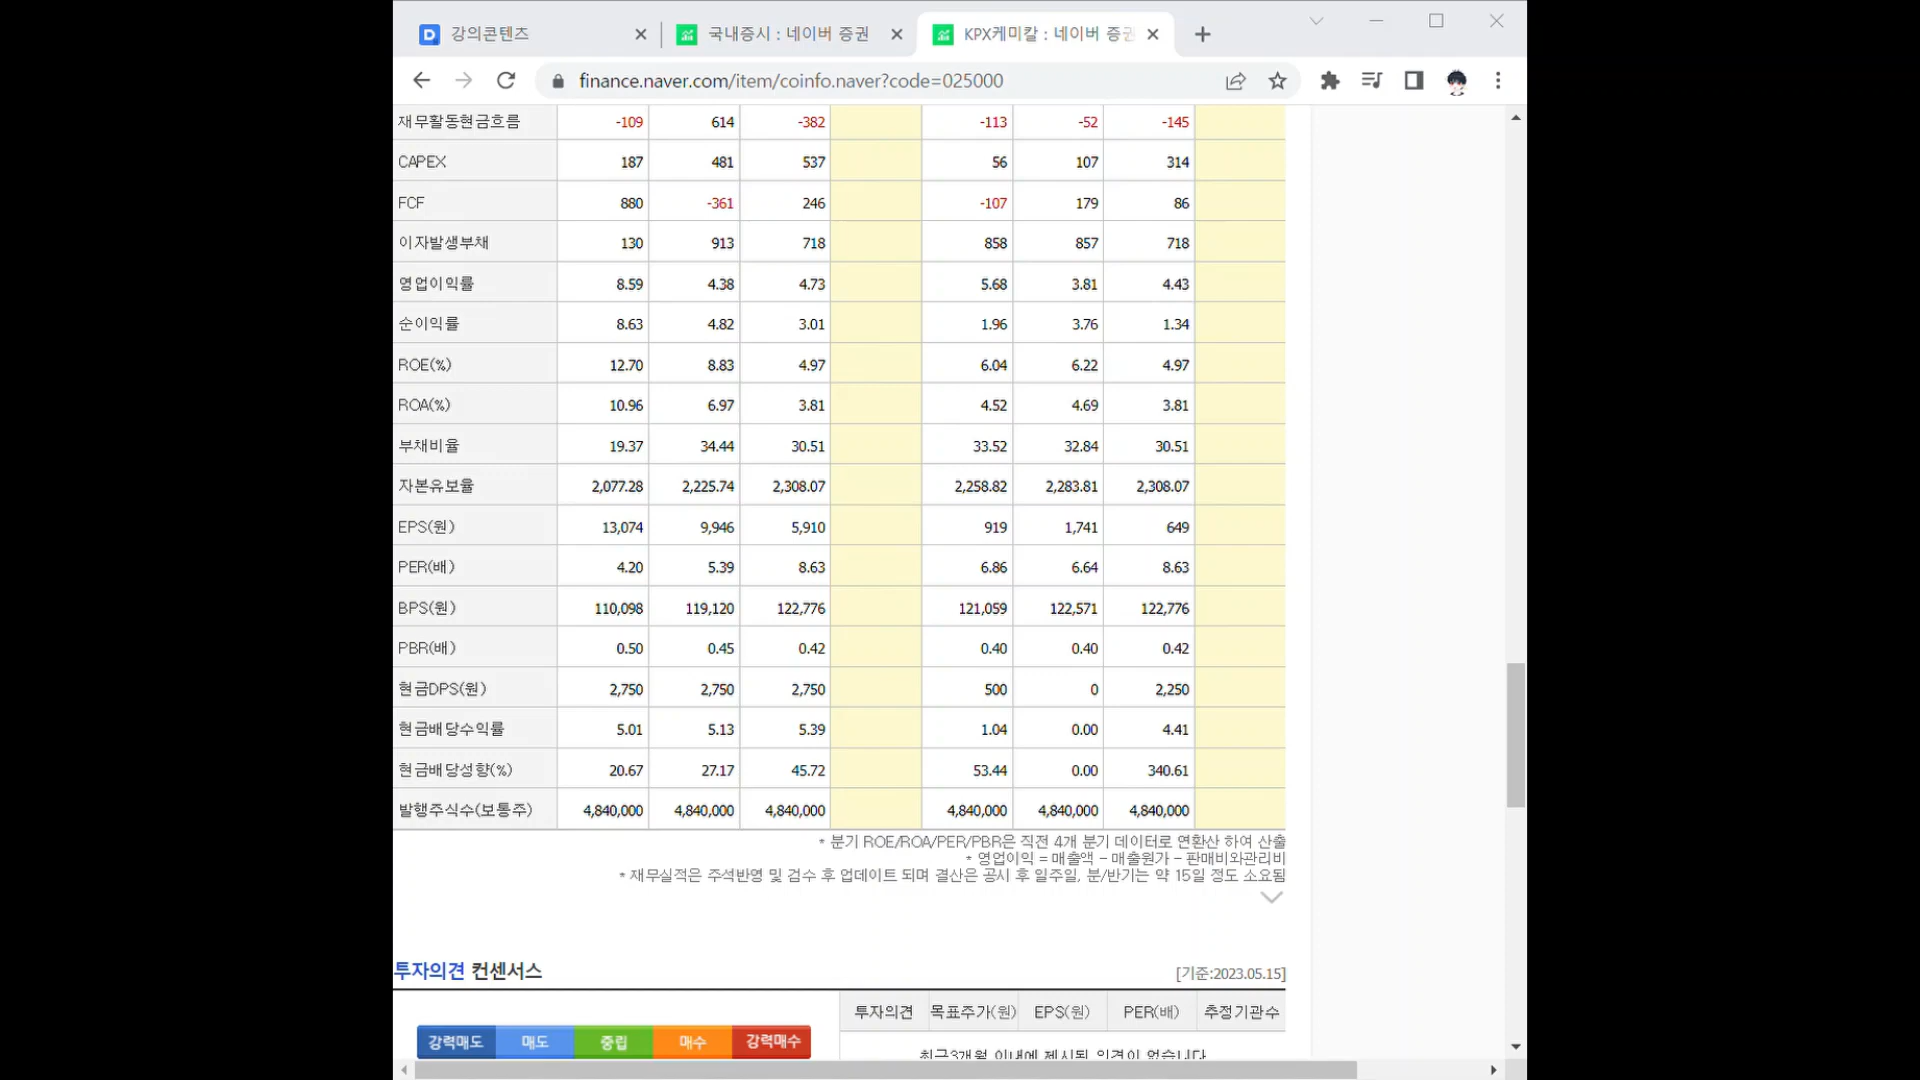 강의콘텐츠
국내증시 : 네이버 증권
KPX케미칼 : 네이버 증권
finance.naver.com/item/coinfo.naver?code=025000
재무활동현금흐름 -109 614 -382 -113 -52 -145
CAPEX 187 481 537 56 107 314
FCF 880 -361 246 -107 179 86
이자발생부채 130 913 718 858 857 718
영업이익률 8.59 4.38 4.73 5.68 3.81 4.43
순이익률 8.63 4.82 3.01 1.96 3.76 1.34
ROE(%) 12.70 8.83 4.97 6.04 6.22 4.97
ROA(%) 10.96 6.97 3.81 4.52 4.69 3.81
부채비율 19.37 34.44 30.51 33.52 32.84 30.51
자본유보율 2,077.28 2,225.74 2,308.07 2,258.82 2,283.81 2,308.07
EPS(원) 13,074 9,946 5,910 919 1,741 649
PER(배) 4.20 5.39 8.63 6.86 6.64 8.63
BPS(원) 110,098 119,120 122,776 121,059 122,571 122,776
PBR(배) 0.50 0.45 0.42 0.40 0.40 0.42
현금DPS(원) 2,750 2,750 2,750 500 0 2,250
현금배당수익률 5.01 5.13 5.39 1.04 0.00 4.41
현금배당성향(%) 20.67 27.17 45.72 53.44 0.00 340.61
발행주식수(보통주) 4,840,000 4,840,000 4,840,000 4,840,000 4,840,000 4,840,000
* 분기 ROE/ROA/PER/PBR은 직전 4개 분기 데이터로 연환산 하여 산출
* 영업이익 = 매출액 - 매출원가 - 판매비와관리비
* 재무실적은 주석반영 및 검수 후 업데이트 되며 결산은 공시 후 일주일, 분/반기는 약 15일 정도 소요됨
투자의견 컨센서스 [기준:2023.05.15]
투자의견 목표주가(원) EPS(원) PER(배) 추정기관수
강력매도 매도 중립 매수 강력매수
최근3개월 이내에 제시된 의견이 없습니다